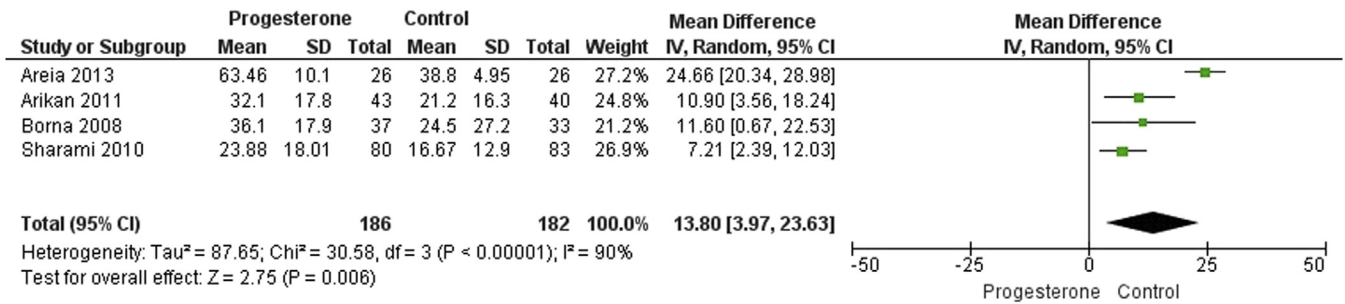 Progesterone Control Mean Difference Mean Difference
Study or Subgroup Mean SD Total Mean SD Total Weight IV, Random, 95% CI IV, Random, 95% CI
Areia 2013 63.46 10.1 26 38.8 4.95 26 27.2% 24.66 [20.34, 28.98]
Arikan 2011 32.1 17.8 43 21.2 16.3 40 24.8% 10.90 [3.56, 18.24]
Borna 2008 36.1 17.9 37 24.5 27.2 33 21.2% 11.60 [0.67, 22.53]
Sharami 2010 23.88 18.01 80 16.67 12.9 83 26.9% 7.21 [2.39, 12.03]
Total (95% CI) 186 182 100.0% 13.80 [3.97, 23.63]
Heterogeneity: Tau² = 87.65; Chi² = 30.58, df = 3 (P < 0.00001); I² = 90%
Test for overall effect: Z = 2.75 (P = 0.006)
-50 -25 0 25 50
Progesterone Control